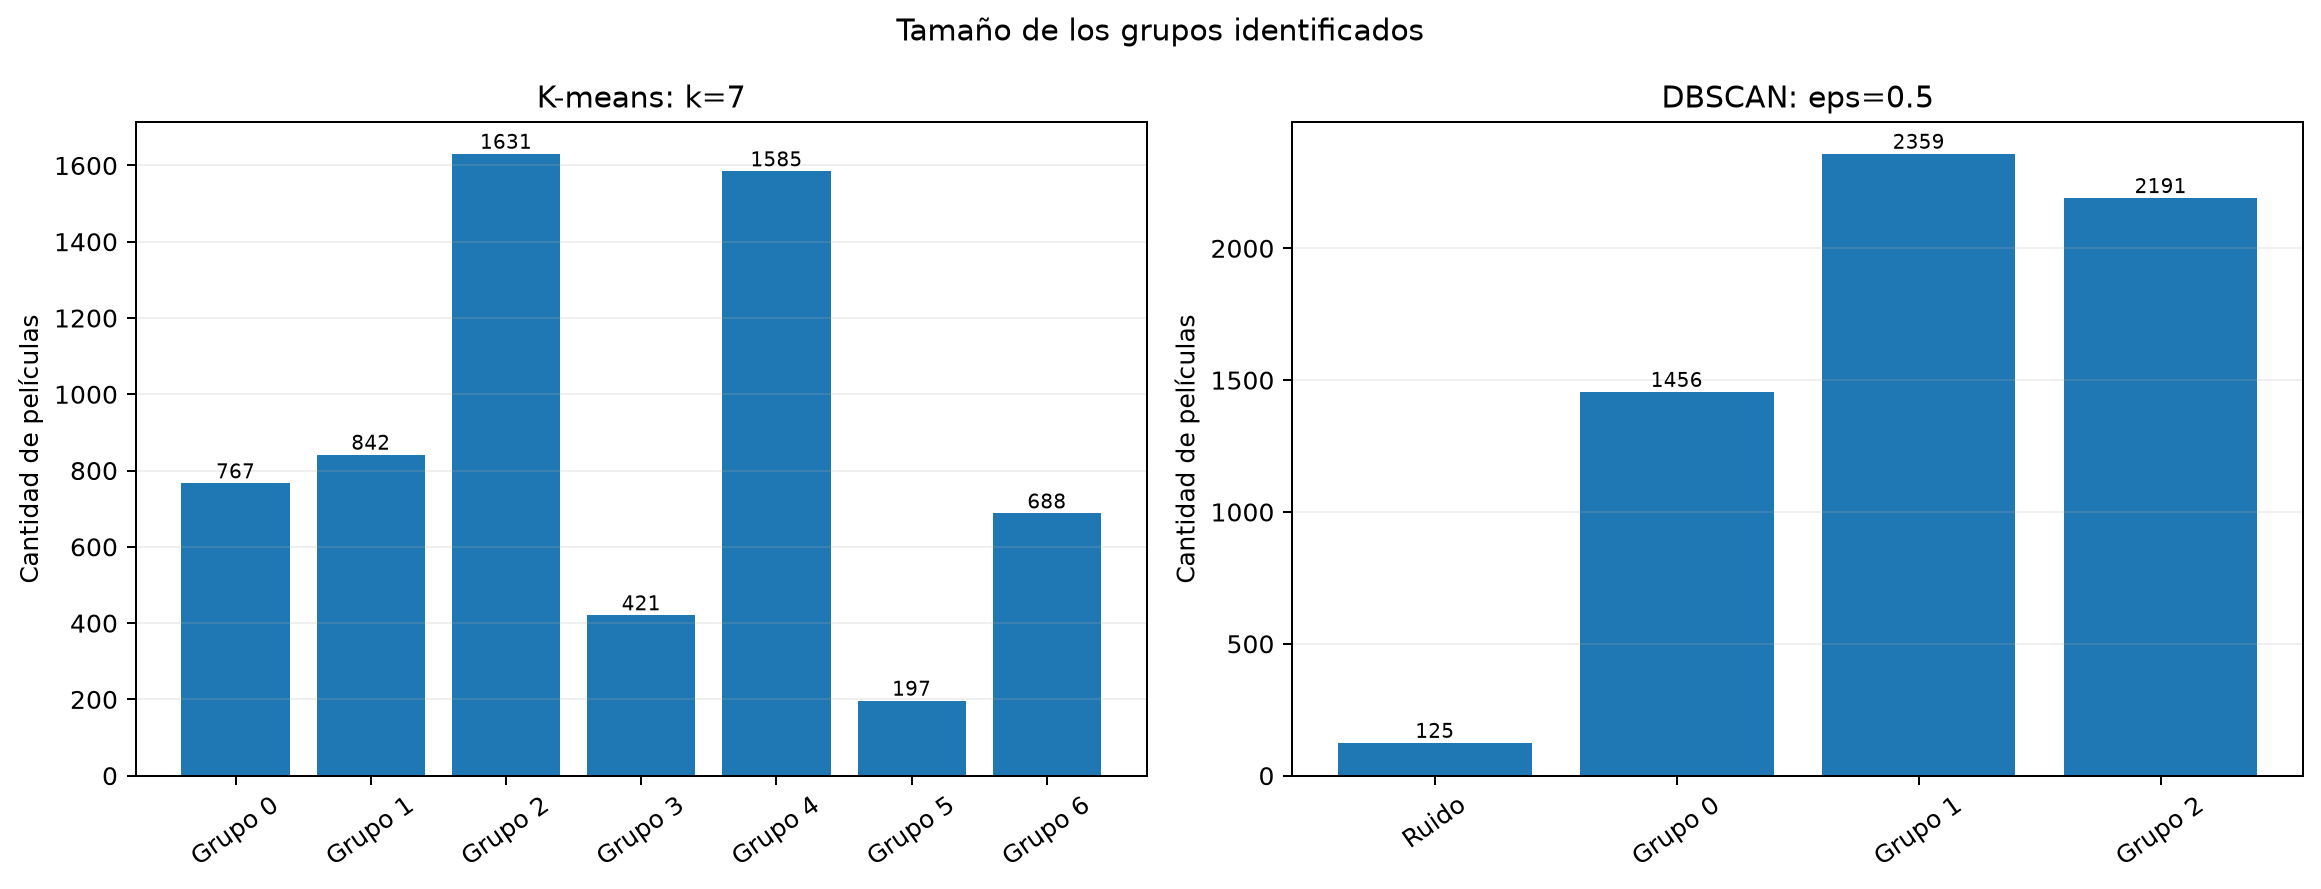 Tamaño de los grupos identificados
K-means: k=7
Cantidad de películas
1600
1400
1200
1000
800
600
400
200
0
767
842
1631
421
1585
197
688
Grupo 0
Grupo 1
Grupo 2
Grupo 3
Grupo 4
Grupo 5
Grupo 6
DBSCAN: eps=0.5
Cantidad de películas
2000
1500
1000
500
0
125
1456
2359
2191
Ruido
Grupo 0
Grupo 1
Grupo 2